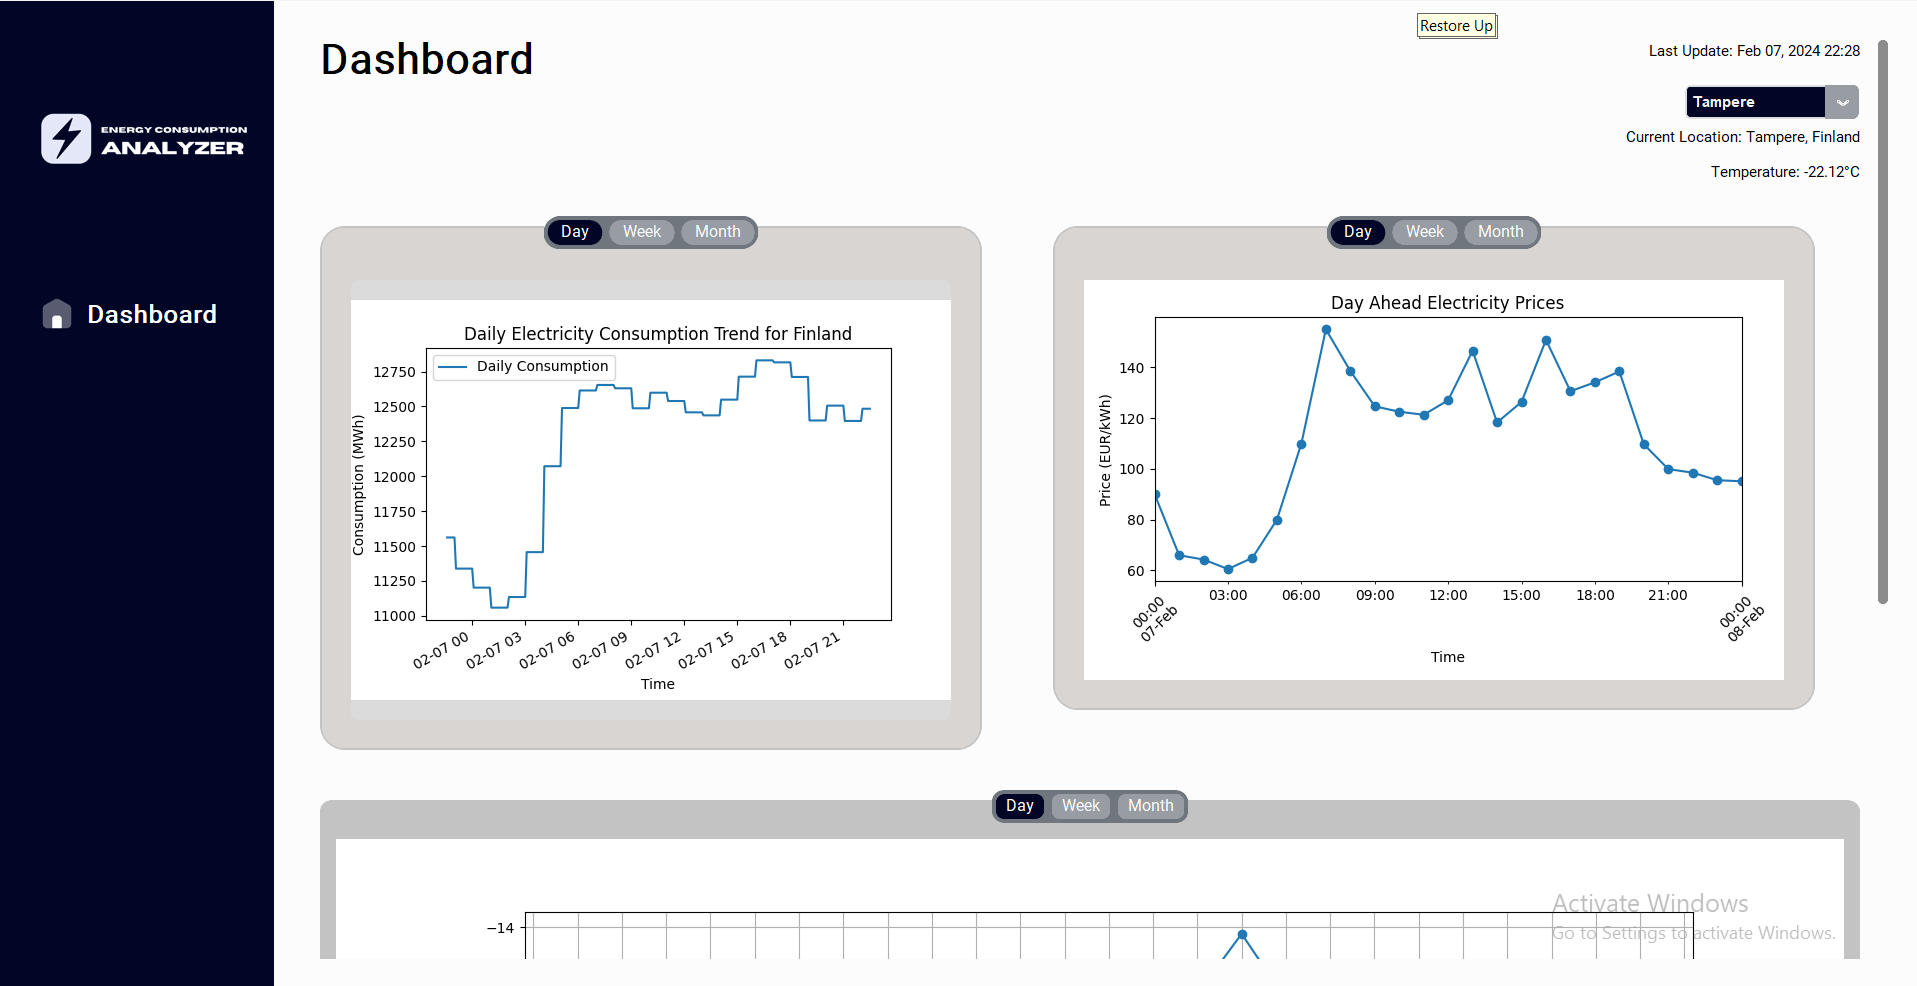 Restore Up
Dashboard
Last Update: Feb 07, 2024 22:28
Tampere
ENERGY CONSUMPTION
ANALYZER
Current Location: Tampere, Finland
Temperature: -22.12°C
Dashboard
Day Week Month
Daily Electricity Consumption Trend for Finland
Daily Consumption
12750
12500
12250
12000
11750
11500
11250
11000
Consumption (MWh)
02-07 00 02-07 03 02-07 06 02-07 09 02-07 12 02-07 15 02-07 18 02-07 21
Time
Day Week Month
Day Ahead Electricity Prices
140
120
100
80
60
Price (EUR/kWh)
00:00 03:00 06:00 09:00 12:00 15:00 18:00 21:00 00:00
07-Feb 08-Feb
Time
Day Week Month
−14
Activate Windows
Go to Settings to activate Windows.